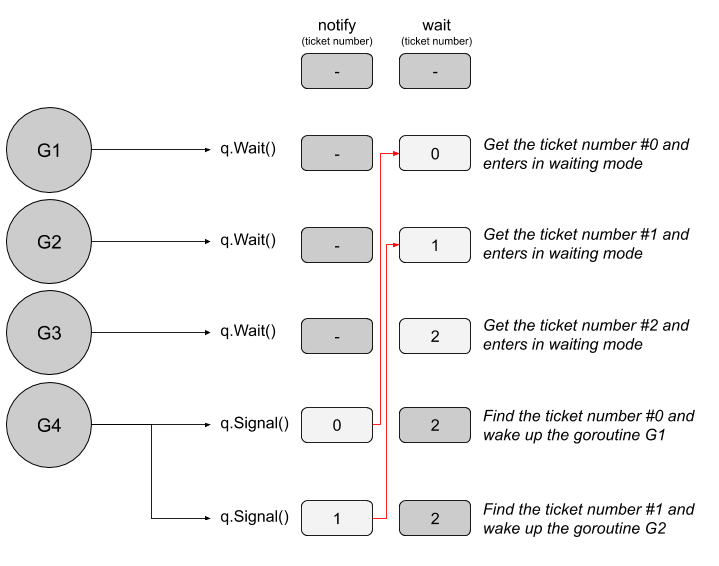 notify wait
(ticket number) (ticket number)
- -
G1 q.Wait() - 0 Get the ticket number #0 and
enters in waiting mode
G2 q.Wait() - 1 Get the ticket number #1 and
enters in waiting mode
G3 q.Wait() - 2 Get the ticket number #2 and
enters in waiting mode
G4 q.Signal() 0 2 Find the ticket number #0 and
wake up the goroutine G1
q.Signal() 1 2 Find the ticket number #1 and
wake up the goroutine G2